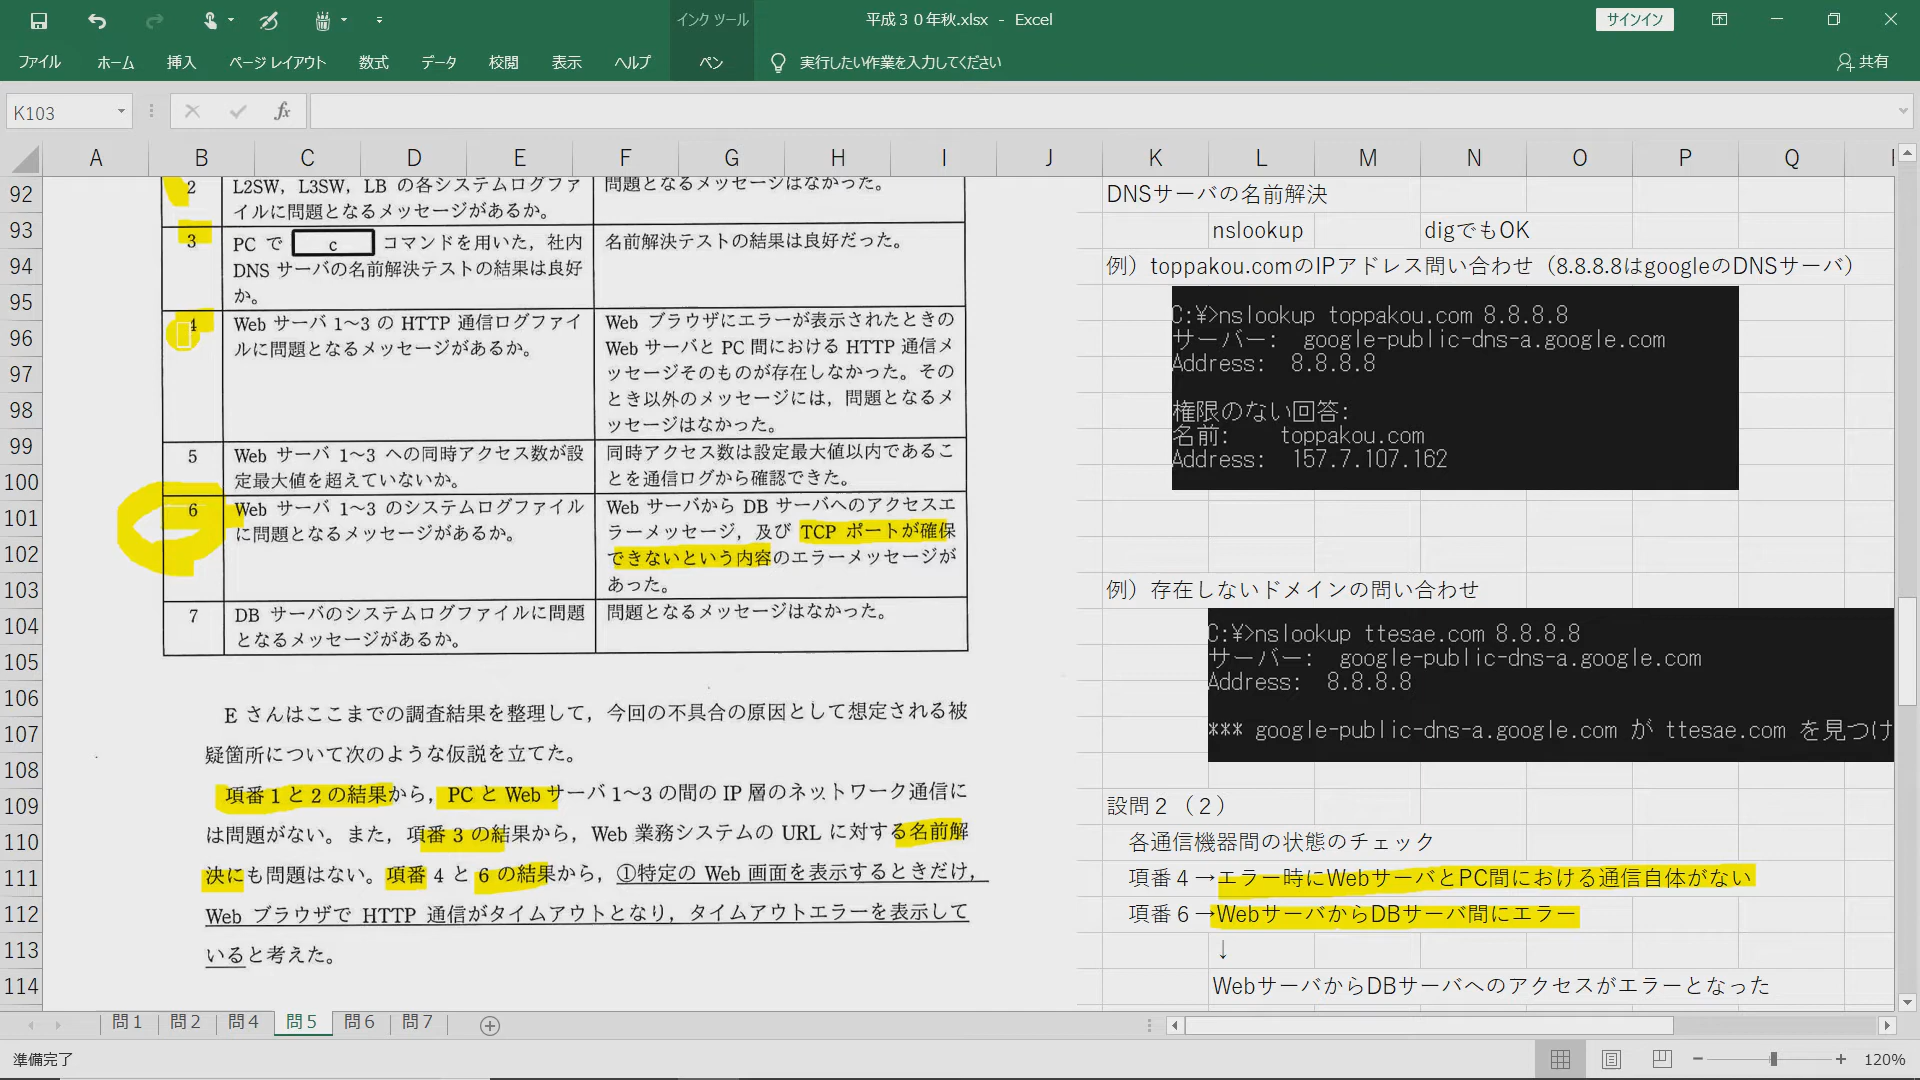 インク ツール
平成３０年秋.xlsx - Excel
サインイン
ファイル ホーム 挿入 ページ レイアウト 数式 データ 校閲 表示 ヘルプ ペン 実行したい作業を入力してください 共有
K103 fx
A B C D E F G H I J K L M N O P Q
92
93
94
95
96
97
98
99
100
101
102
103
104
105
106
107
108
109
110
111
112
113
114
2 L2SW，L3SW，LB の各システムログファ 問題となるメッセージはなかった。
イルに問題となるメッセージがあるか。
3 PC で c コマンドを用いた，社内 名前解決テストの結果は良好だった。
DNS サーバの名前解決テストの結果は良好
か。
4 Web サーバ 1～3 の HTTP 通信ログファイ
ルに問題となるメッセージがあるか。
Web ブラウザにエラーが表示されたときの
Web サーバと PC 間における HTTP 通信メ
ッセージそのものが存在しなかった。その
とき以外のメッセージには，問題となるメ
ッセージはなかった。
5 Web サーバ 1～3 への同時アクセス数が設
定最大値を超えていないか。
同時アクセス数は設定最大値以内であるこ
とを通信ログから確認できた。
6 Web サーバ 1～3 のシステムログファイル
に問題となるメッセージがあるか。
Web サーバから DB サーバへのアクセスエ
ラーメッセージ，及び TCP ポートが確保
できないという内容のエラーメッセージが
あった。
7 DB サーバのシステムログファイルに問題
となるメッセージがあるか。
問題となるメッセージはなかった。
E さんはここまでの調査結果を整理して，今回の不具合の原因として想定される被
疑箇所について次のような仮説を立てた。
項番 1 と 2 の結果から，PC と Web サーバ 1～3 の間の IP 層のネットワーク通信に
は問題がない。また，項番 3 の結果から，Web 業務システムの URL に対する名前解
決にも問題はない。項番 4 と 6 の結果から，①特定の Web 画面を表示するときだけ，
Web ブラウザで HTTP 通信がタイムアウトとなり，タイムアウトエラーを表示して
いると考えた。
DNSサーバの名前解決
nslookup digでもOK
例）toppakou.comのIPアドレス問い合わせ（8.8.8.8はgoogleのDNSサーバ）
C:¥>nslookup toppakou.com 8.8.8.8
サーバー: google-public-dns-a.google.com
Address: 8.8.8.8
権限のない回答:
名前: toppakou.com
Address: 157.7.107.162
例）存在しないドメインの問い合わせ
C:¥>nslookup ttesae.com 8.8.8.8
サーバー: google-public-dns-a.google.com
Address: 8.8.8.8
*** google-public-dns-a.google.com が ttesae.com を見つけ
設問２（２）
各通信機器間の状態のチェック
項番４→エラー時にWebサーバとPC間における通信自体がない
項番６→WebサーバからDBサーバ間にエラー
↓
WebサーバからDBサーバへのアクセスがエラーとなった
問１ 問２ 問４ 問５ 問６ 問７
準備完了
120%